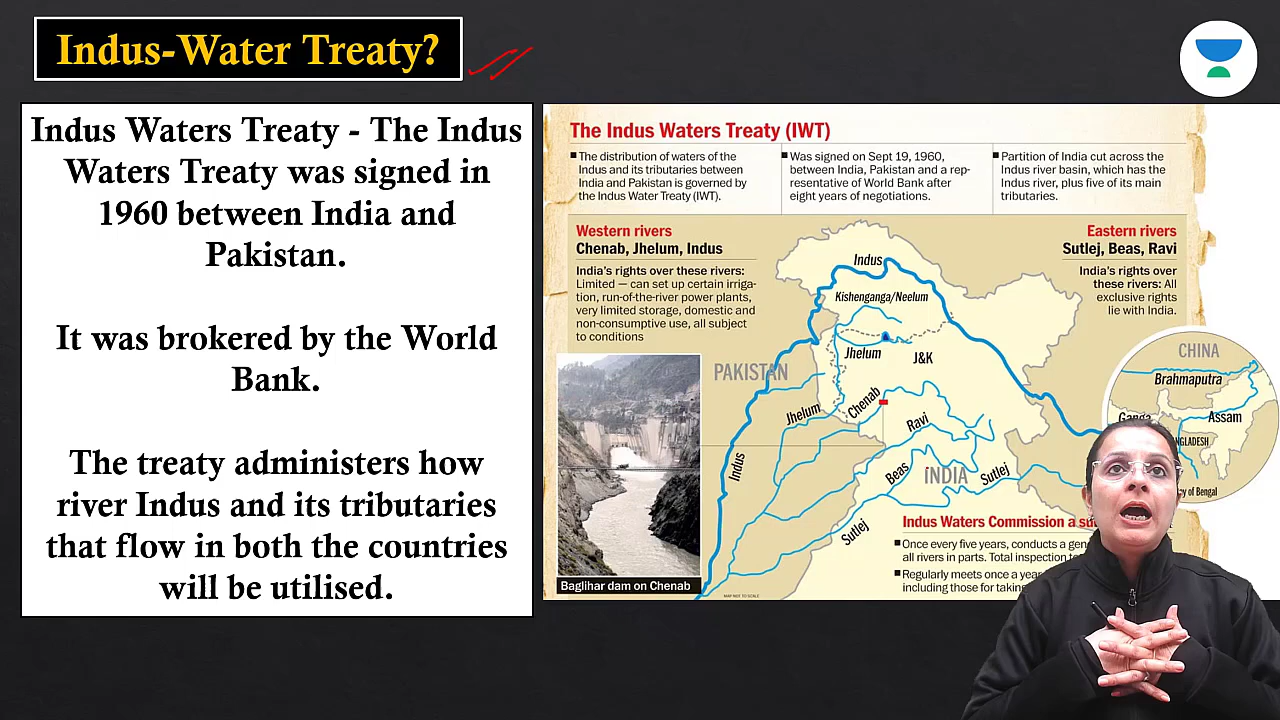 Indus-Water Treaty?
Indus Waters Treaty - The Indus
Waters Treaty was signed in
1960 between India and
Pakistan.
It was brokered by the World
Bank.
The treaty administers how
river Indus and its tributaries
that flow in both the countries
will be utilised.
The Indus Waters Treaty (IWT)
The distribution of waters of the
Indus and its tributaries between
India and Pakistan is governed by
the Indus Water Treaty (IWT).
Was signed on Sept 19, 1960,
between India, Pakistan and a rep-
resentative of World Bank after
eight years of negotiations.
Partition of India cut across the
Indus river basin, which has the
Indus river, plus five of its main
tributaries.
Western rivers
Chenab, Jhelum, Indus
India's rights over these rivers:
Limited — can set up certain irriga-
tion, run-of-the-river power plants,
very limited storage, domestic and
non-consumptive use, all subject
to conditions
Eastern rivers
Sutlej, Beas, Ravi
India's rights over
these rivers: All
exclusive rights
lie with India.
Indus
Kishenganga/Neelum
Jhelum
J&K
PAKISTAN
Chenab
Jhelum
Ravi
Indus
Beas
INDIA
Sutlej
Sutlej
CHINA
Brahmaputra
Ganga
Assam
Baglihar dam on Chenab
MAP NOT TO SCALE
Indus Waters Commission a
Once every five years, conducts a
all rivers in parts. Total inspection
Regularly meets once a year
including those for